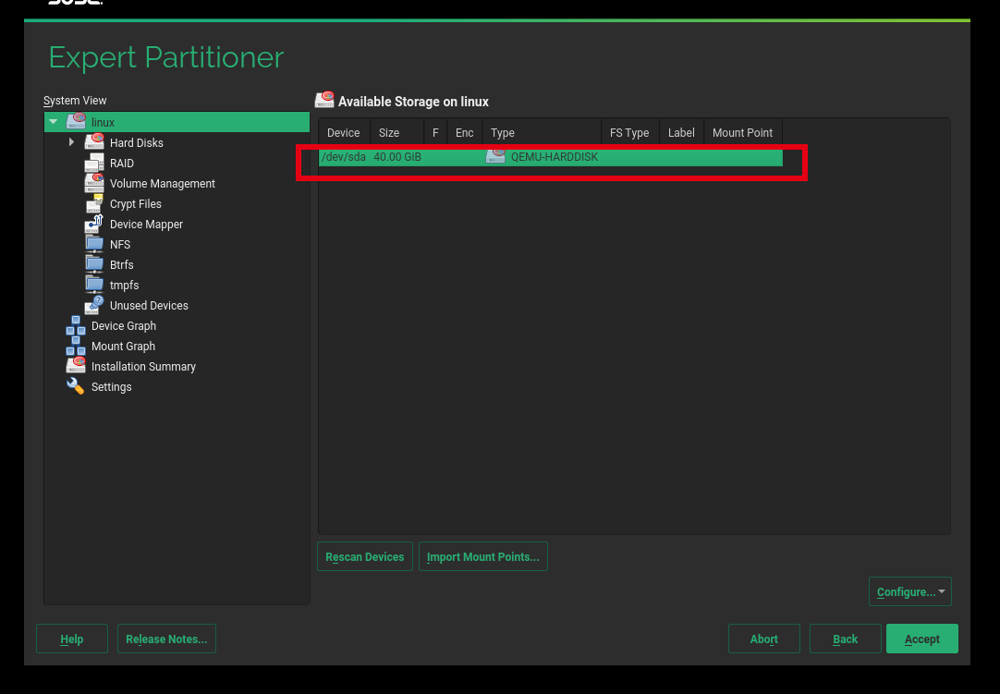 SUSE.
Expert Partitioner
System View
linux
Hard Disks
RAID
Volume Management
Crypt Files
Device Mapper
NFS
Btrfs
tmpfs
Unused Devices
Device Graph
Mount Graph
Installation Summary
Settings
Available Storage on linux
Device Size F Enc Type FS Type Label Mount Point
/dev/sda 40.00 GiB QEMU-HARDDISK
Rescan Devices Import Mount Points...
Configure...
Help Release Notes... Abort Back Accept